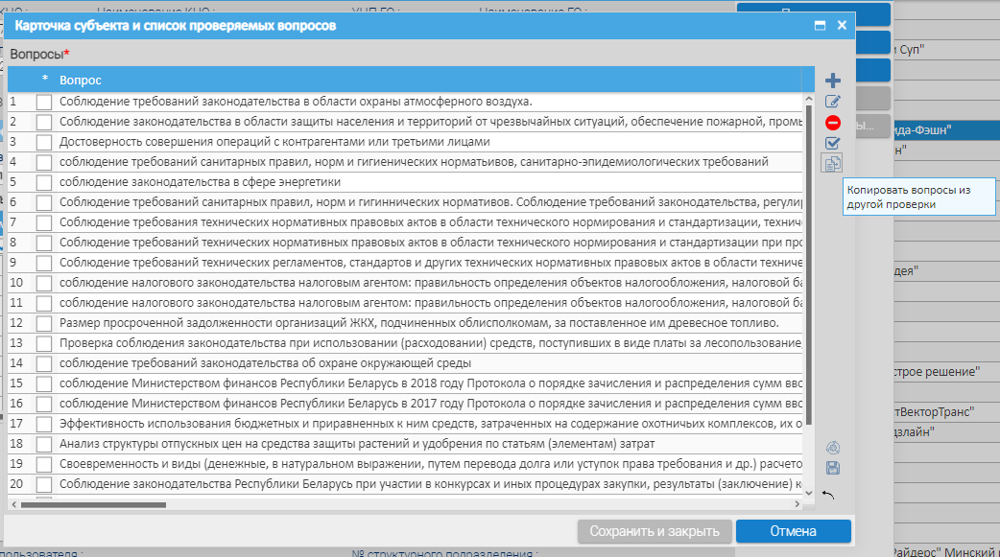 Карточка субъекта и список проверяемых вопросов
Вопросы*
* Вопрос
1 Соблюдение требований законодательства в области охраны атмосферного воздуха.
2 Соблюдение законодательства в области защиты населения и территорий от чрезвычайных ситуаций, обеспечение пожарной, пром
3 Достоверность совершения операций с контрагентами или третьими лицами
4 соблюдение требований санитарных правил, норм и гигиенических норматьивов, санитарно-эпидемиологических требований
5 соблюдение законодательства в сфере энергетики
6 Соблюдение требований санитарных правил, норм и гигиннических нормативов. Соблюдение требований законодательства, регули
7 Соблюдение требования технических нормативных правовых актов в области технического нормирования и стандартизации, технич
8 Соблюдение требований технических нормативных правовых актов в области технического нормирования и стандартизации при про
9 Соблюдение требований технических регламентов, стандартов и других технических нормативных правовых актов в области техниче
10 соблюдение налогового законодательства налоговым агентом: правильность определения объектов налогообложения, налоговой ба
11 соблюдение налогового законодательства налоговым агентом: правильность определения объектов налогообложения, налоговой ба
12 Размер просроченной задолженности организаций ЖКХ, подчиненных облисполкомам, за поставленное им древесное топливо.
13 Проверка соблюдения законодательства при использовании (расходовании) средств, поступивших в виде платы за лесопользование,
14 соблюдение требований законодательства об охране окружающей среды
15 соблюдение Министерством финансов Республики Беларусь в 2018 году Протокола о порядке зачисления и распределения сумм ввс
16 соблюдение Министерством финансов Республики Беларусь в 2017 году Протокола о порядке зачисления и распределения сумм ввс
17 Эффективность использования бюджетных и приравненных к ним средств, затраченных на содержание охотничьих комплексов, их о
18 Анализ структуры отпускных цен на средства защиты растений и удобрения по статьям (элементам) затрат
19 Своевременность и виды (денежные, в натуральном выражении, путем перевода долга или уступок права требования и др.) расчето
20 Соблюдение законодательства Республики Беларусь при участии в конкурсах и иных процедурах закупки, результаты (заключение) к
Копировать вопросы из
другой проверки
Сохранить и закрыть
Отмена
Суп"
ида-Фэшн"
н"
дея"
строе решение"
тВекторТранс"
дзлайн"
ы...
пользователя :
№ структурного подразделения :
Райдерс" Минский